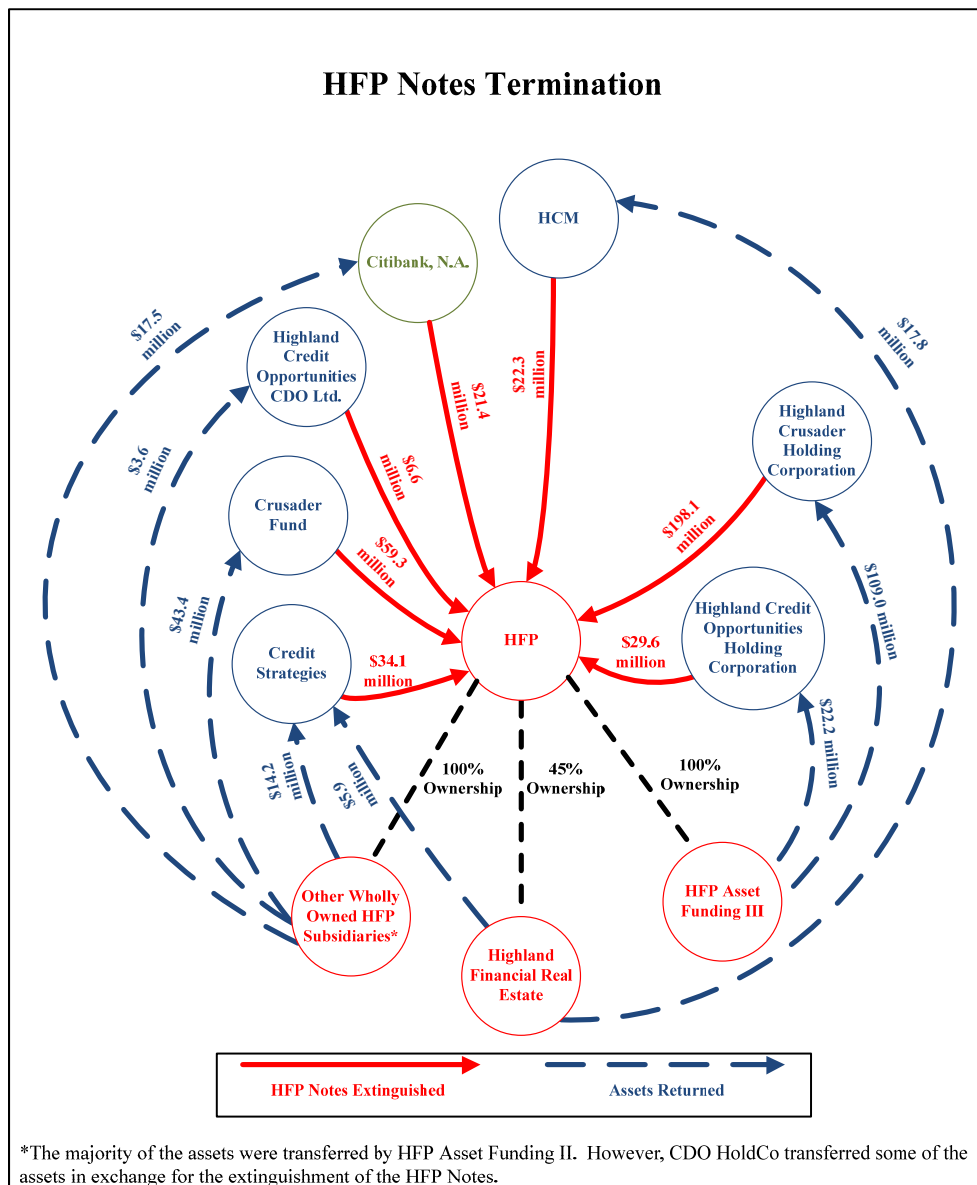 HFP Notes Termination
HCM
Citibank, N.A.
$17.5
million
$17.8
million
Highland
Credit
Opportunities
CDO Ltd.
$21.4
million
$22.3
million
Highland
Crusader
Holding
Corporation
$3.6
million
$6.6
million
Crusader
Fund
$59.3
million
$198.1
million
$109.0
million
$43.4
million
HFP
Highland Credit
Opportunities
Holding
Corporation
Credit
Strategies
$34.1
million
$29.6
million
$22.2 million
$14.2
million
$5.9
million
100%
Ownership
45%
Ownership
100%
Ownership
Other Wholly
Owned HFP
Subsidiaries*
HFP Asset
Funding III
Highland
Financial Real
Estate
HFP Notes Extinguished
Assets Returned
*The majority of the assets were transferred by HFP Asset Funding II.  However, CDO HoldCo transferred some of the
assets in exchange for the extinguishment of the HFP Notes.